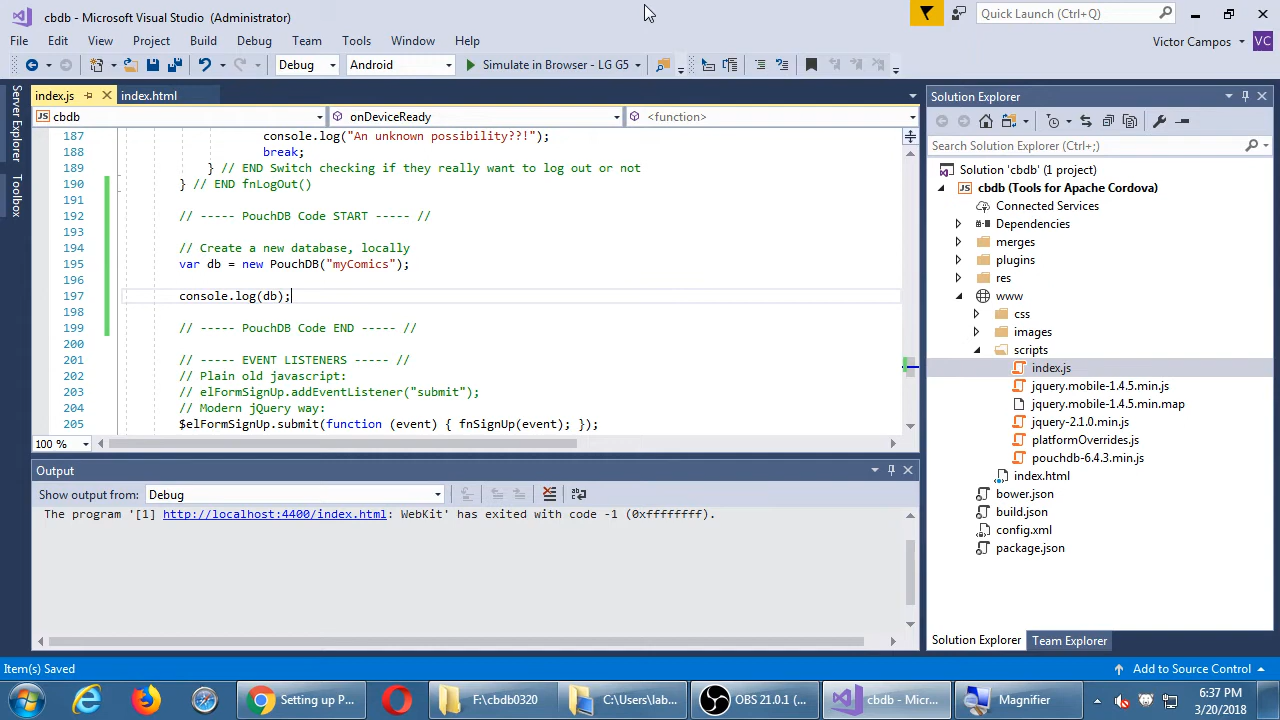 cbdb - Microsoft Visual Studio (Administrator)
Quick Launch (Ctrl+Q)
File Edit View Project Build Debug Team Tools Window Help
Victor Campos VC
Debug Android Simulate in Browser - LG G5
Server Explorer
Toolbox
index.js index.html
cbdb onDeviceReady <function>
187 console.log("An unknown possibility??!");
188 break;
189 } // END Switch checking if they really want to log out or not
190 } // END fnLogOut()
191
192 // ----- PouchDB Code START ----- //
193
194 // Create a new database, locally
195 var db = new PouchDB("myComics");
196
197 console.log(db);
198
199 // ----- PouchDB Code END ----- //
200
201 // ----- EVENT LISTENERS ----- //
202 // Plain old javascript:
203 // elFormSignUp.addEventListener("submit");
204 // Modern jQuery way:
205 $elFormSignUp.submit(function (event) { fnSignUp(event); });
100 %
Output
Show output from: Debug
The program '[1] http://localhost:4400/index.html: WebKit' has exited with code -1 (0xffffffff).
Solution Explorer
Search Solution Explorer (Ctrl+;)
Solution 'cbdb' (1 project)
JS cbdb (Tools for Apache Cordova)
Connected Services
Dependencies
merges
plugins
res
www
css
images
scripts
index.js
jquery.mobile-1.4.5.min.js
jquery.mobile-1.4.5.min.map
jquery-2.1.0.min.js
platformOverrides.js
pouchdb-6.4.3.min.js
index.html
bower.json
build.json
config.xml
package.json
Solution Explorer Team Explorer
Item(s) Saved
Add to Source Control
Setting up P...
F:\cbdb0320
C:\Users\lab...
OBS 21.0.1 (...
cbdb - Micros...
Magnifier
6:37 PM
3/20/2018